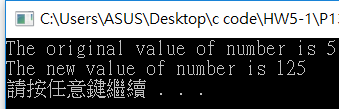 C:\Users\ASUS\Desktop\c code\HW5-1\P1
The original value of number is 5
The new value of number is 125
請按任意鍵繼續 . . .